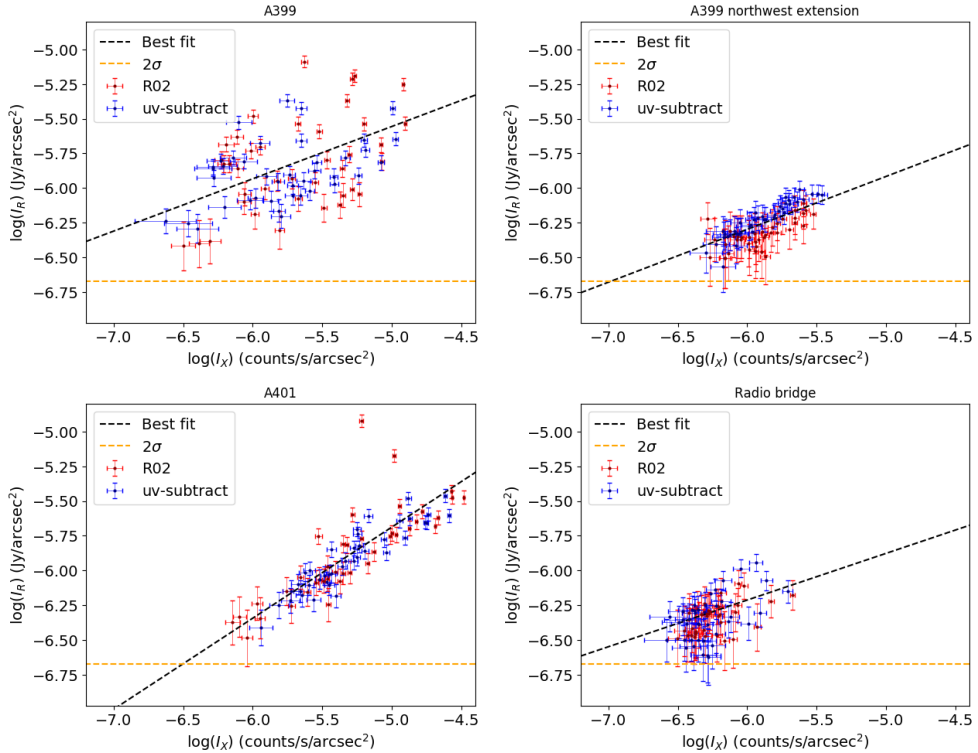 A399
Best fit
2σ
R02
uv-subtract
−5.00
−5.25
−5.50
−5.75
−6.00
−6.25
−6.50
−6.75
log(I_R) (Jy/arcsec²)
−7.0 −6.5 −6.0 −5.5 −5.0 −4.5
log(I_X) (counts/s/arcsec²)
A399 northwest extension
Best fit
2σ
R02
uv-subtract
−5.00
−5.25
−5.50
−5.75
−6.00
−6.25
−6.50
−6.75
log(I_R) (Jy/arcsec²)
−7.0 −6.5 −6.0 −5.5 −5.0 −4.5
log(I_X) (counts/s/arcsec²)
A401
Best fit
2σ
R02
uv-subtract
−5.00
−5.25
−5.50
−5.75
−6.00
−6.25
−6.50
−6.75
log(I_R) (Jy/arcsec²)
−7.0 −6.5 −6.0 −5.5 −5.0 −4.5
log(I_X) (counts/s/arcsec²)
Radio bridge
Best fit
2σ
R02
uv-subtract
−5.00
−5.25
−5.50
−5.75
−6.00
−6.25
−6.50
−6.75
log(I_R) (Jy/arcsec²)
−7.0 −6.5 −6.0 −5.5 −5.0 −4.5
log(I_X) (counts/s/arcsec²)